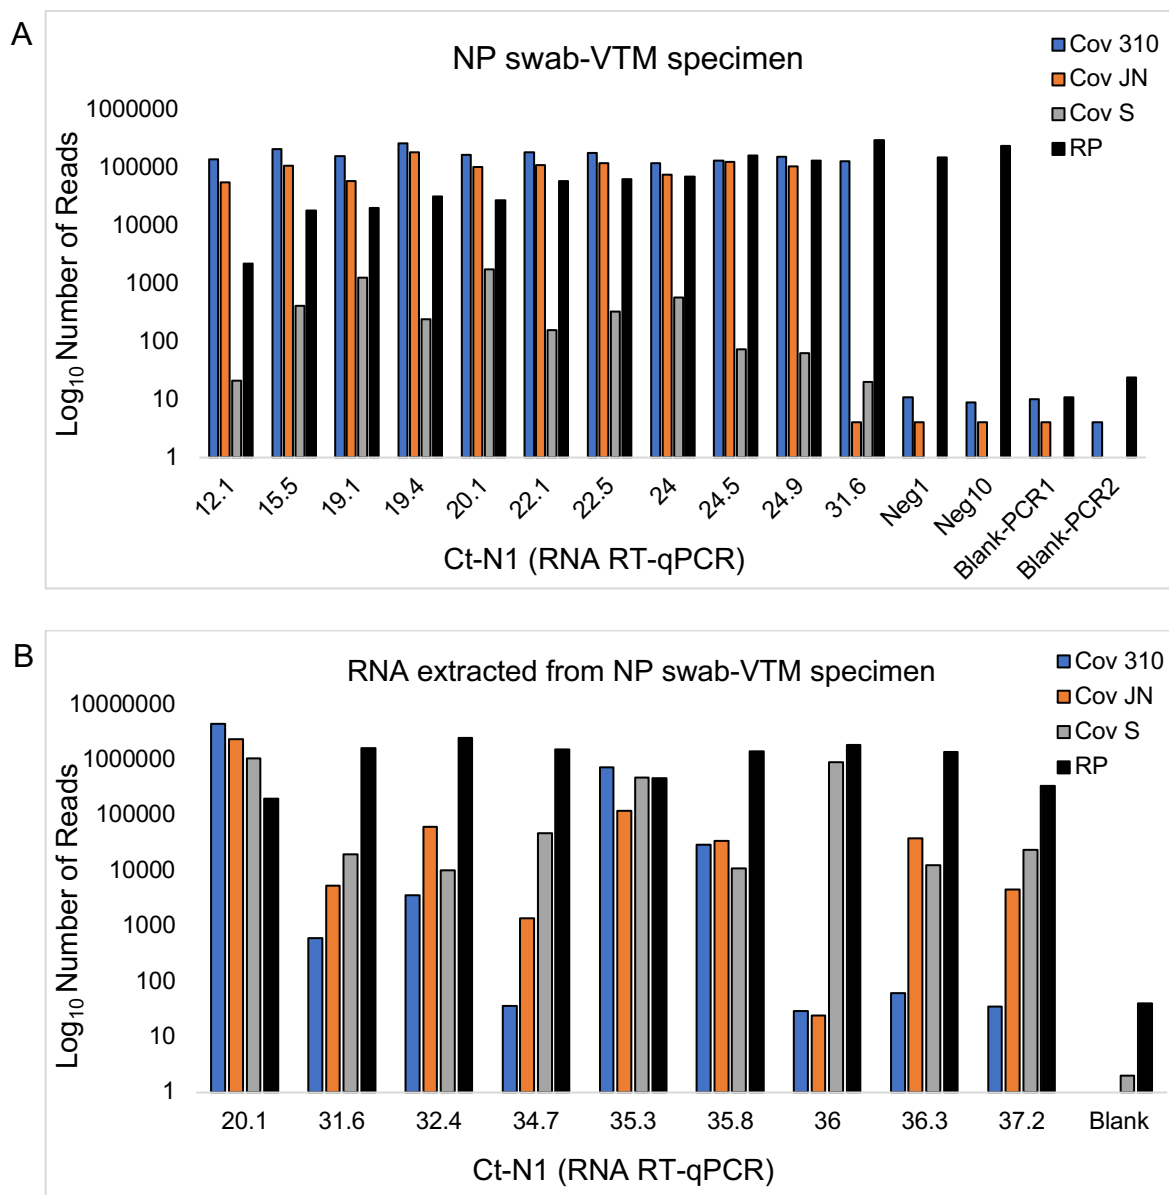 A
NP swab-VTM specimen
Cov 310
Cov JN
Cov S
RP
Log10 Number of Reads
1000000
100000
10000
1000
100
10
1
12.1 15.5 19.1 19.4 20.1 22.1 22.5 24 24.5 24.9 31.6 Neg1 Neg10 Blank-PCR1 Blank-PCR2
Ct-N1 (RNA RT-qPCR)
B
RNA extracted from NP swab-VTM specimen
Cov 310
Cov JN
Cov S
RP
Log10 Number of Reads
10000000
1000000
100000
10000
1000
100
10
1
20.1 31.6 32.4 34.7 35.3 35.8 36 36.3 37.2 Blank
Ct-N1 (RNA RT-qPCR)